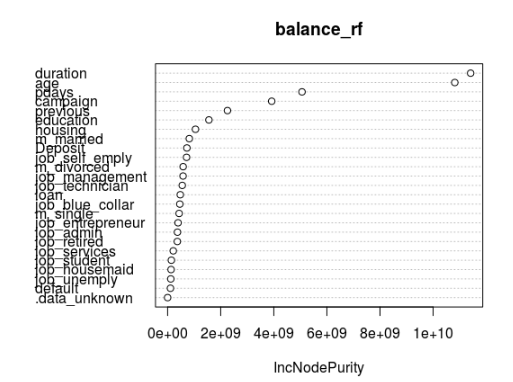 balance_rf
duration
age
pdays
campaign
previous
education
housing
m_married
Deposit
job_self_emply
m_divorced
job_management
job_technician
loan
job_blue_collar
m_single
job_entrepreneur
job_admin
job_retired
job_services
job_student
job_housemaid
job_unemply
default
.data_unknown
0e+00 2e+09 4e+09 6e+09 8e+09 1e+10
IncNodePurity